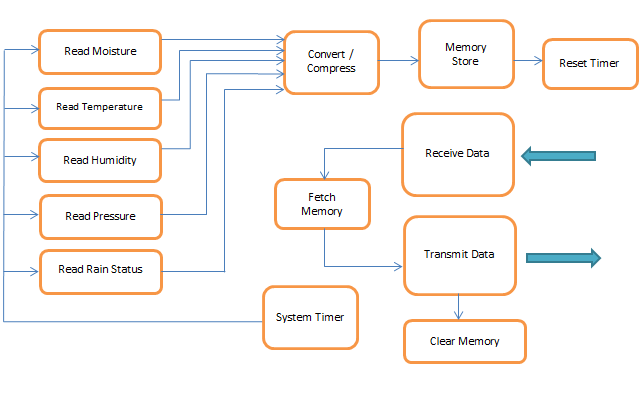 Read Moisture
Convert /
Compress
Memory
Store
Reset Timer
Read Temperature
Read Humidity
Receive Data
Read Pressure
Fetch
Memory
Read Rain Status
Transmit Data
System Timer
Clear Memory